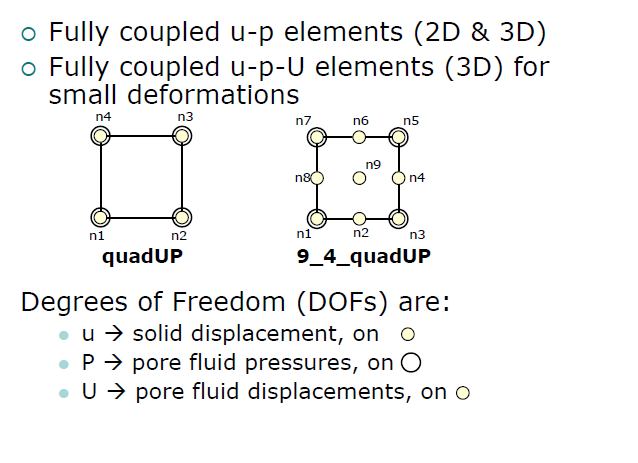 Fully coupled u-p elements (2D & 3D)
Fully coupled u-p-U elements (3D) for
small deformations
n4 n3
n7 n6 n5
n8 n9 n4
n1 n2
n1 n2 n3
quadUP
9_4_quadUP
Degrees of Freedom (DOFs) are:
u → solid displacement, on
P → pore fluid pressures, on
U → pore fluid displacements, on